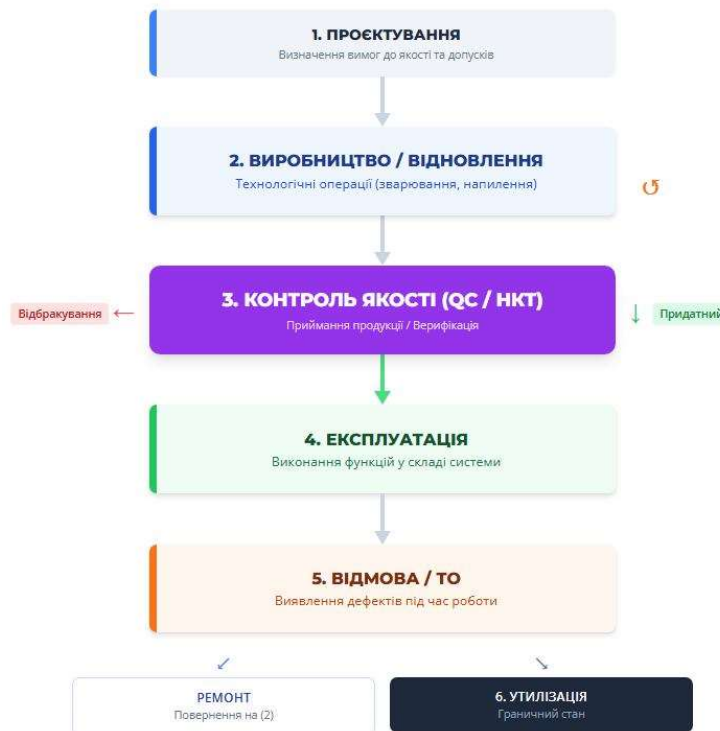 1. ПРОЄКТУВАННЯ
Визначення вимог до якості та допусків
2. ВИРОБНИЦТВО / ВІДНОВЛЕННЯ
Технологічні операції (зварювання, напилення)
3. КОНТРОЛЬ ЯКОСТІ (QC / НКТ)
Приймання продукції / Верифікація
Відбракування
Придатний
4. ЕКСПЛУАТАЦІЯ
Виконання функцій у складі системи
5. ВІДМОВА / ТО
Виявлення дефектів під час роботи
РЕМОНТ
Повернення на (2)
6. УТИЛІЗАЦІЯ
Граничний стан